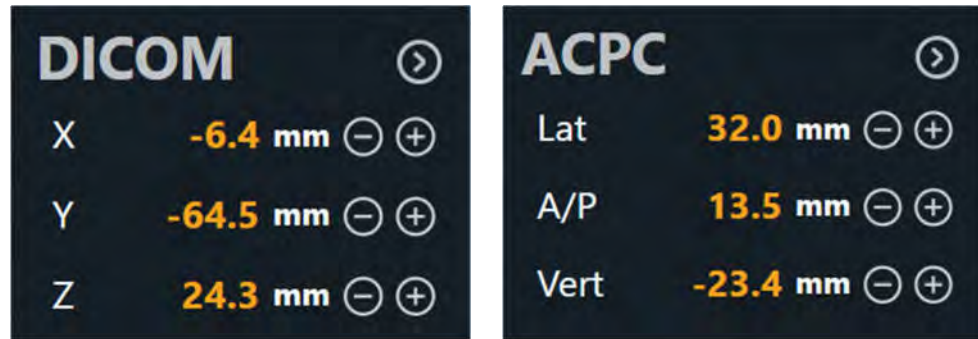 DICOM
X -6.4 mm
Y -64.5 mm
Z 24.3 mm
ACPC
Lat 32.0 mm
A/P 13.5 mm
Vert -23.4 mm